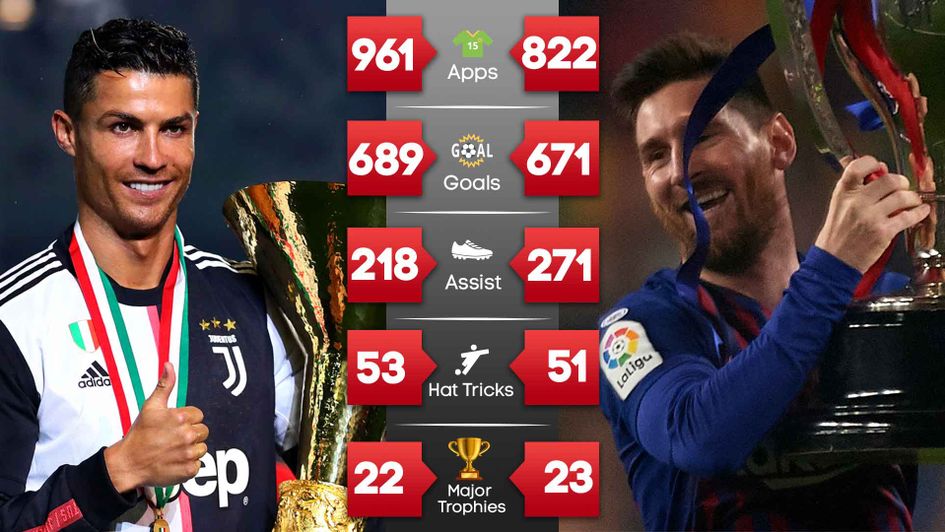 961
Apps
822
15
689
GOAL
Goals
671
218
Assist
271
53
Hat Tricks
51
22
Major
Trophies
23
adidas
JUVENTUS
Jeep
LaLiga